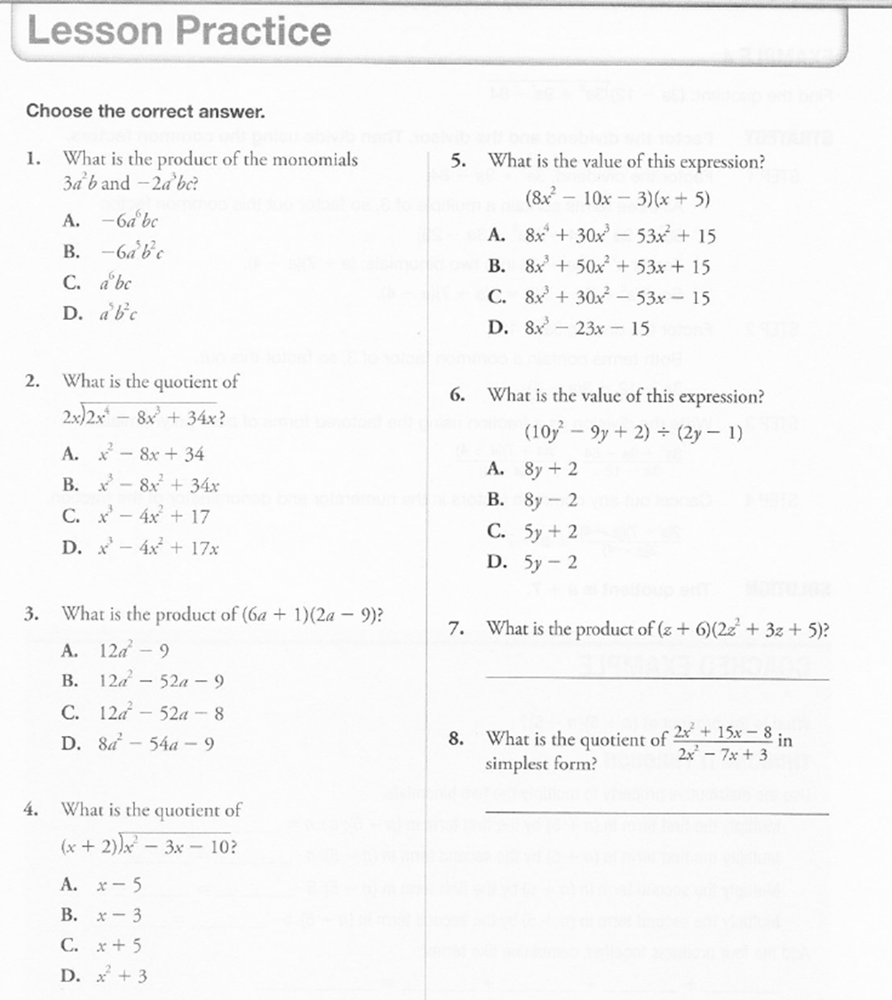 Lesson Practice
Choose the correct answer.
1. What is the product of the monomials
3a²b and −2a³bc?
A. −6a⁶bc
B. −6a⁵b²c
C. a⁶bc
D. a⁵b²c
2. What is the quotient of
2x)2x⁴ − 8x³ + 34x?
A. x² − 8x + 34
B. x³ − 8x² + 34x
C. x³ − 4x² + 17
D. x³ − 4x² + 17x
3. What is the product of (6a + 1)(2a − 9)?
A. 12a² − 9
B. 12a² − 52a − 9
C. 12a² − 52a − 8
D. 8a² − 54a − 9
4. What is the quotient of
(x + 2))x² − 3x − 10?
A. x − 5
B. x − 3
C. x + 5
D. x² + 3
5. What is the value of this expression?
(8x² − 10x − 3)(x + 5)
A. 8x⁴ + 30x³ − 53x² + 15
B. 8x³ + 50x² + 53x + 15
C. 8x³ + 30x² − 53x − 15
D. 8x³ − 23x − 15
6. What is the value of this expression?
(10y² − 9y + 2) ÷ (2y − 1)
A. 8y + 2
B. 8y − 2
C. 5y + 2
D. 5y − 2
7. What is the product of (z + 6)(2z² + 3z + 5)?
8. What is the quotient of (2x² + 15x − 8)/(2x² − 7x + 3) in
simplest form?